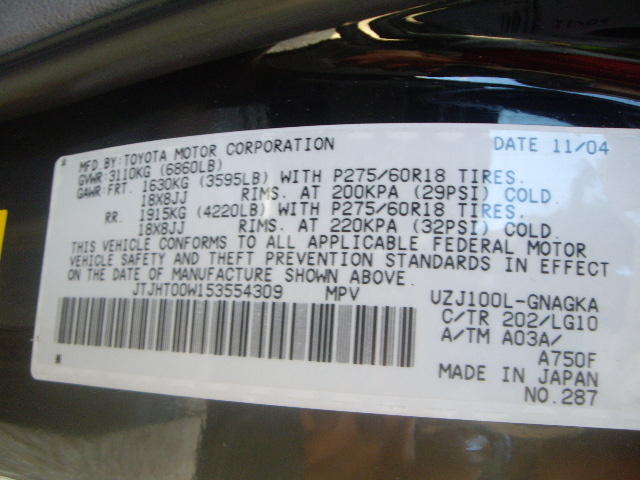 MFD. BY: TOYOTA MOTOR CORPORATION DATE 11/04
GVWR: 3110KG (6860LB)
GAWR: FRT. 1630KG (3595LB) WITH P275/60R18 TIRES.
18X8JJ RIMS. AT 200KPA (29PSI) COLD.
RR. 1915KG (4220LB) WITH P275/60R18 TIRES.
18X8JJ RIMS. AT 220KPA (32PSI) COLD.
THIS VEHICLE CONFORMS TO ALL APPLICABLE FEDERAL MOTOR
VEHICLE SAFETY AND THEFT PREVENTION STANDARDS IN EFFECT
ON THE DATE OF MANUFACTURE SHOWN ABOVE.
JTJHT00W153554309 MPV UZJ100L-GNAGKA
C/TR 202/LG10
A/TM A03A/
A750F
MADE IN JAPAN
NO.287